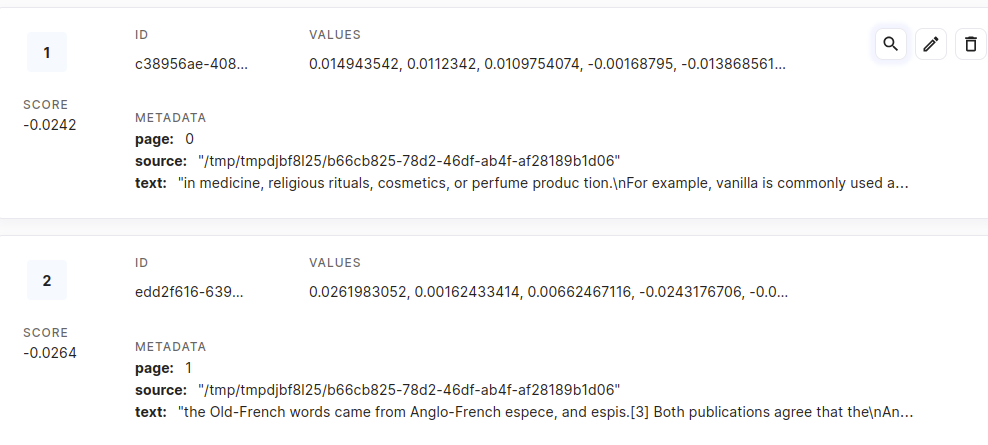 1
ID
VALUES
c38956ae-408...
0.014943542, 0.0112342, 0.0109754074, -0.00168795, -0.013868561...
SCORE
-0.0242
METADATA
page: 0
source: "/tmp/tmpdjbf8l25/b66cb825-78d2-46df-ab4f-af28189b1d06"
text: "in medicine, religious rituals, cosmetics, or perfume produc tion.\nFor example, vanilla is commonly used a...
2
ID
VALUES
edd2f616-639...
0.0261983052, 0.00162433414, 0.00662467116, -0.0243176706, -0.0...
SCORE
-0.0264
METADATA
page: 1
source: "/tmp/tmpdjbf8l25/b66cb825-78d2-46df-ab4f-af28189b1d06"
text: "the Old-French words came from Anglo-French espece, and espis.[3] Both publications agree that the\nAn...